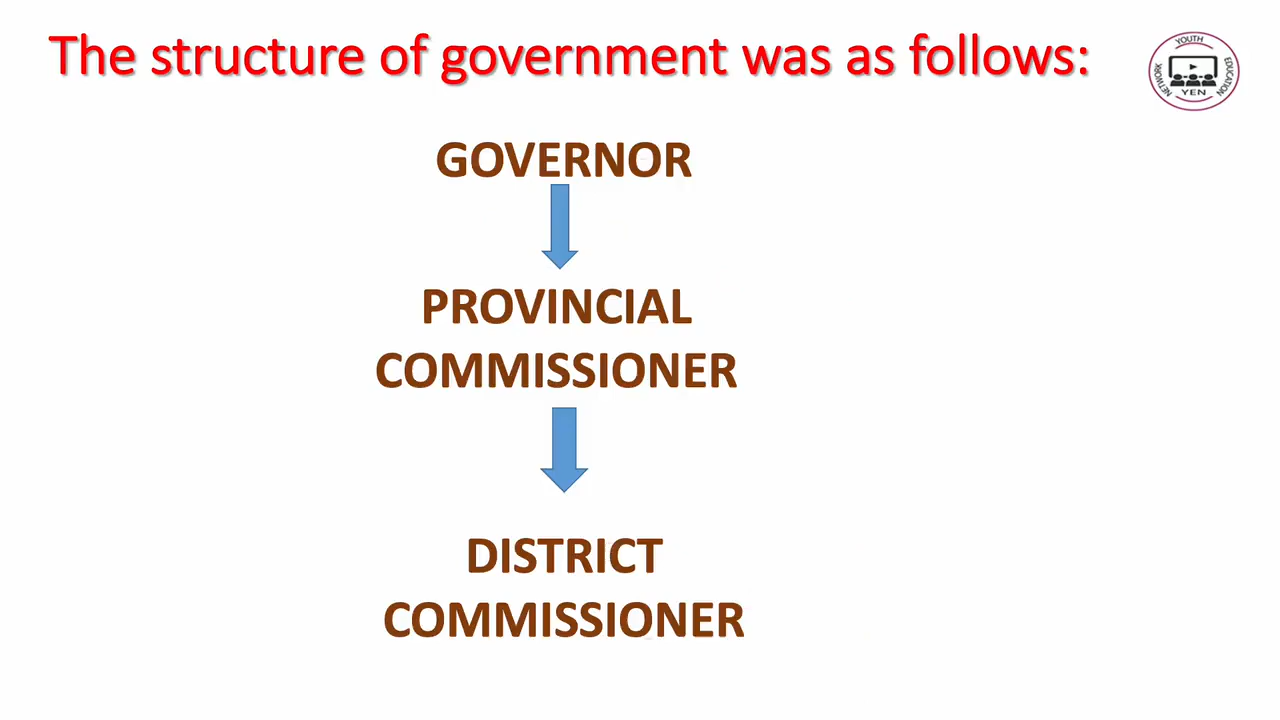 The structure of government was as follows:
YOUTH
EDUCATION
NETWORK
YEN
GOVERNOR
PROVINCIAL
COMMISSIONER
DISTRICT
COMMISSIONER